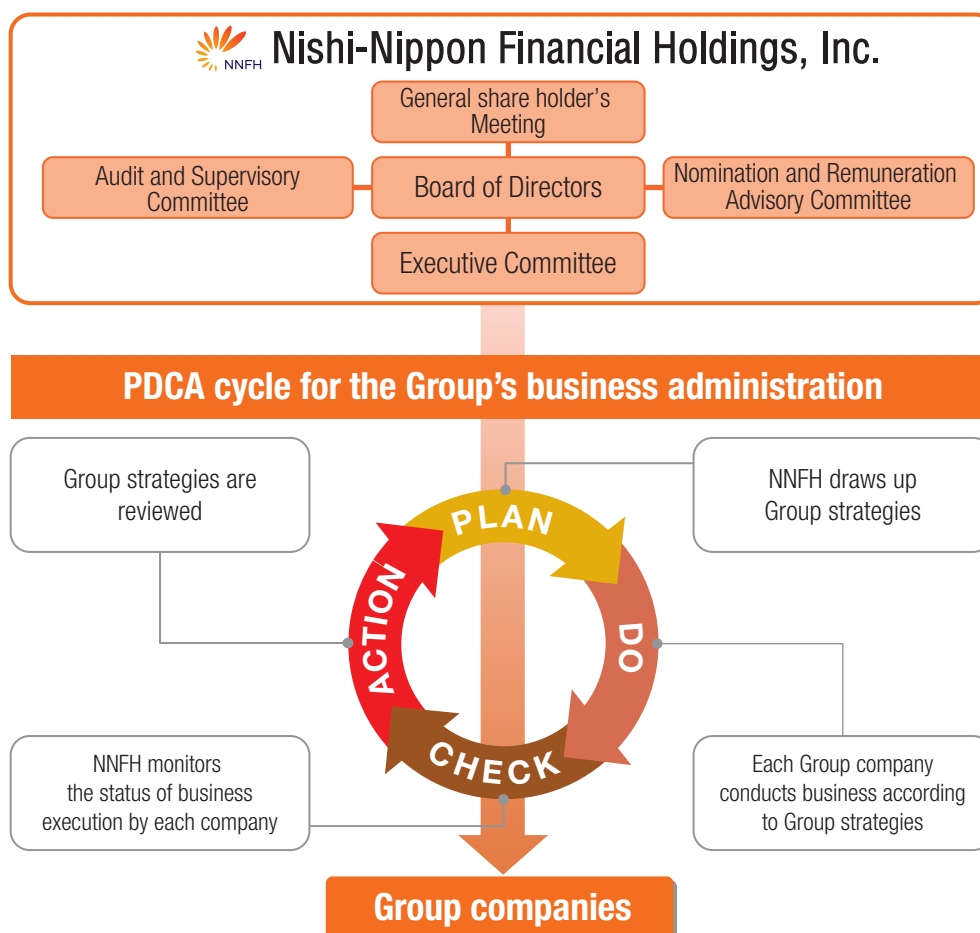 NNFH
Nishi-Nippon Financial Holdings, Inc.
General share holder's
Meeting
Audit and Supervisory
Committee
Board of Directors
Nomination and Remuneration
Advisory Committee
Executive Committee
PDCA cycle for the Group's business administration
Group strategies are
reviewed
NNFH draws up
Group strategies
PLAN
DO
CHECK
ACTION
NNFH monitors
the status of business
execution by each company
Each Group company
conducts business according
to Group strategies
Group companies